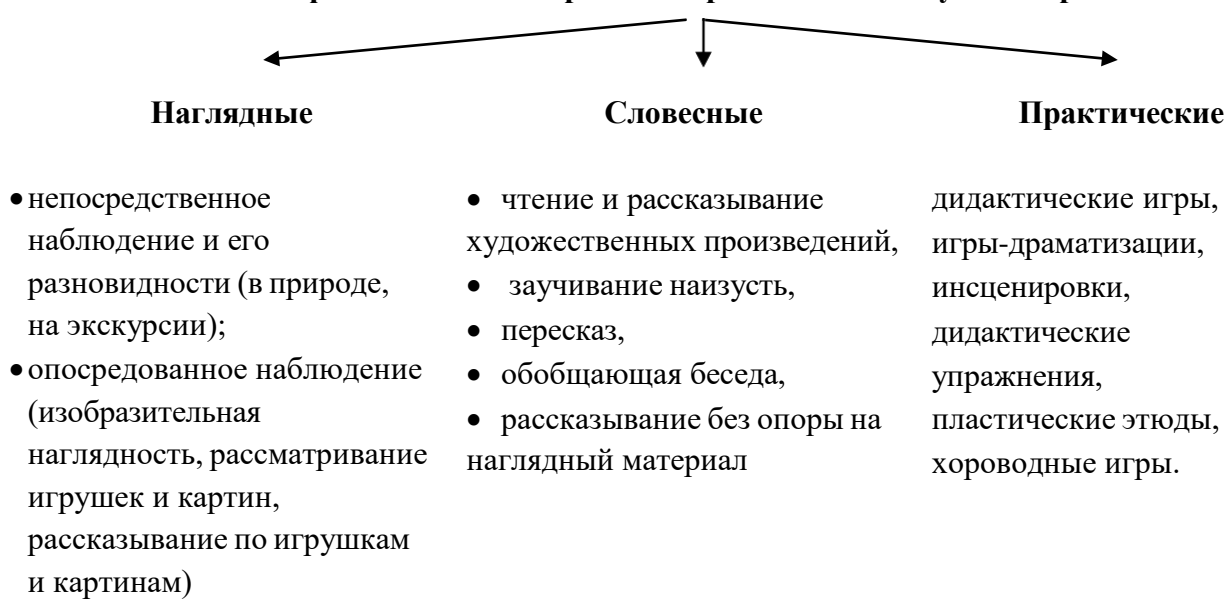 Наглядные
Словесные
Практические
• непосредственное
наблюдение и его
разновидности (в природе,
на экскурсии);
• опосредованное наблюдение
(изобразительная
наглядность, рассматривание
игрушек и картин,
рассказывание по игрушкам
и картинам)
• чтение и рассказывание
художественных произведений,
• заучивание наизусть,
• пересказ,
• обобщающая беседа,
• рассказывание без опоры на
наглядный материал
дидактические игры,
игры-драматизации,
инсценировки,
дидактические
упражнения,
пластические этюды,
хороводные игры.